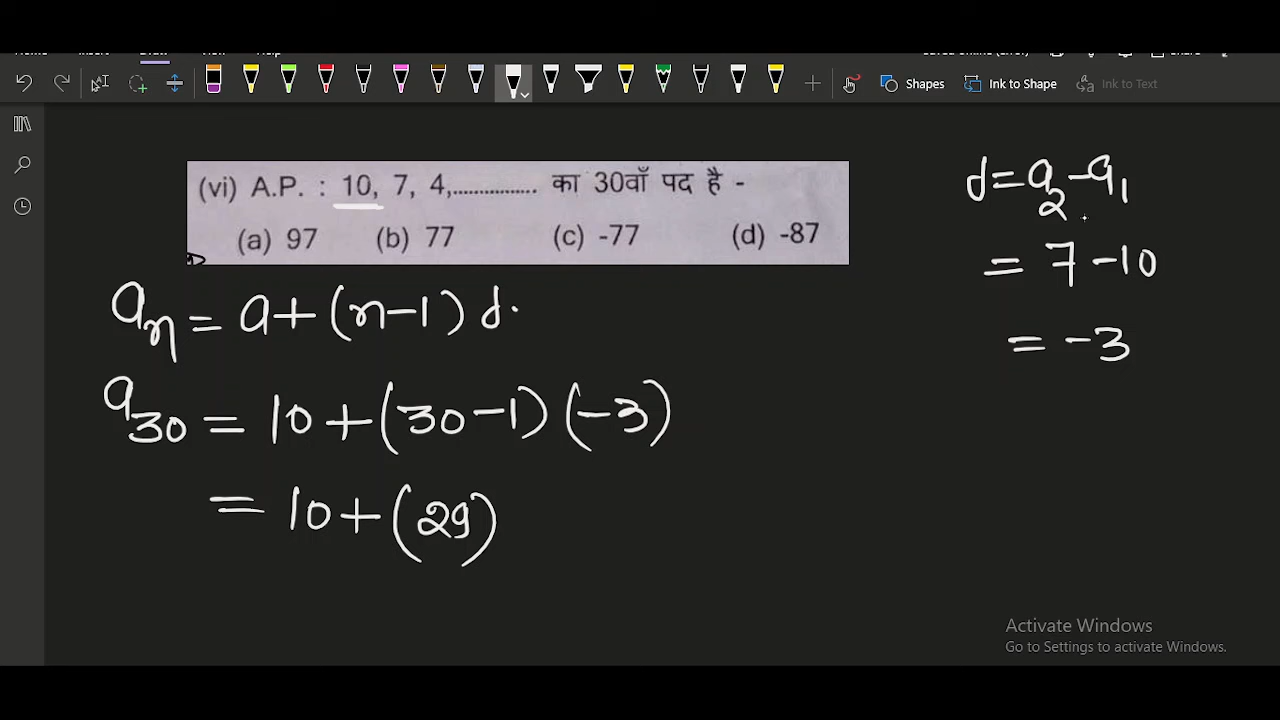 Shapes
Ink to Shape
Ink to Text
(vi) A.P. : 10, 7, 4,................ का 30वाँ पद है -
(a) 97 (b) 77 (c) -77 (d) -87
d=a₂-a₁
= 7-10
= -3
aₙ = a+(n-1) d.
a₃₀ = 10+(30-1)(-3)
= 10+(29)
Activate Windows
Go to Settings to activate Windows.